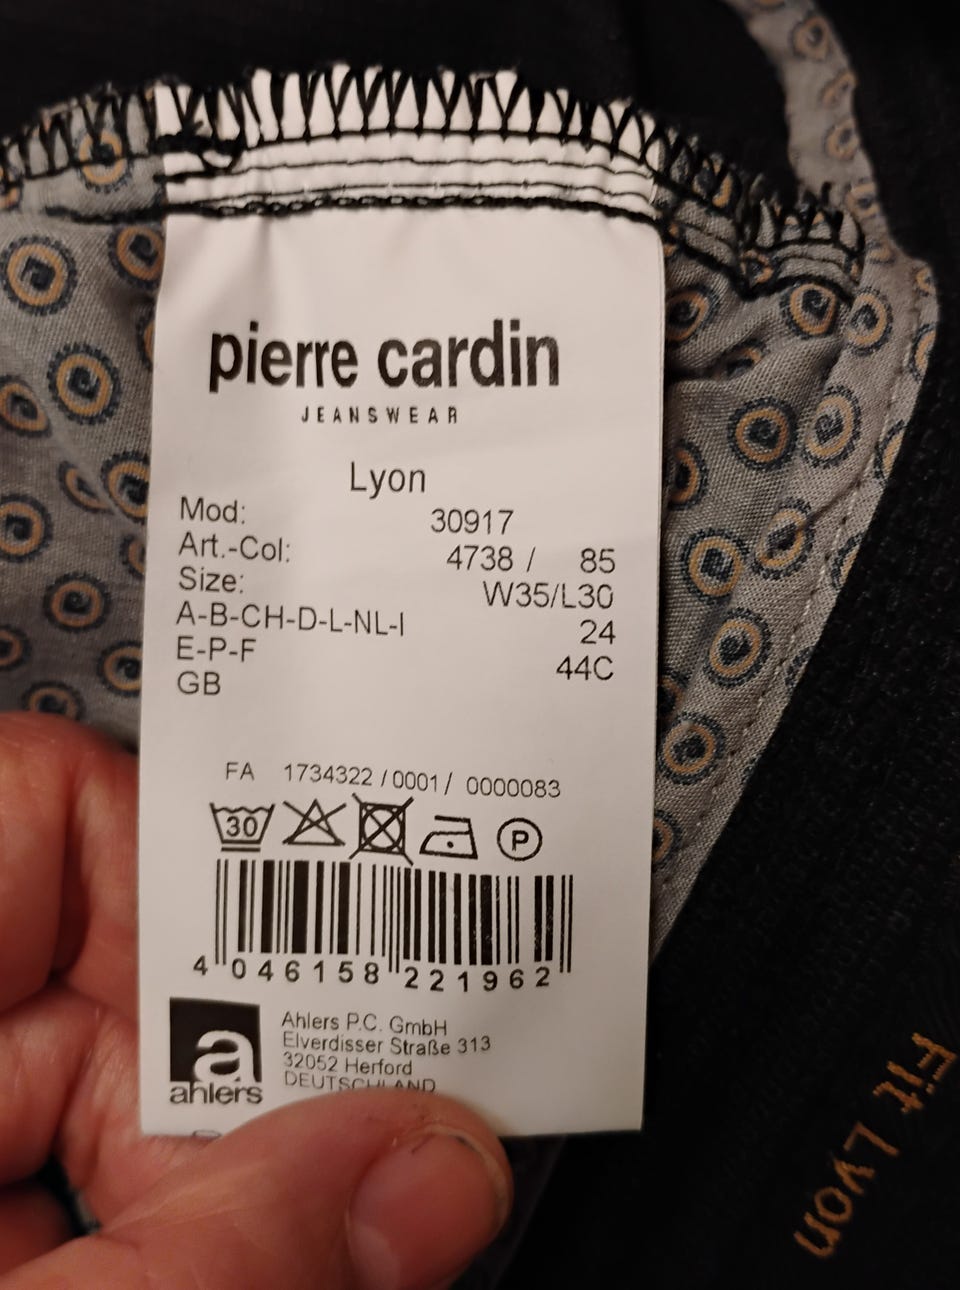 pierre cardin
JEANSWEAR
Lyon
Mod: 30917
Art.-Col: 4738 / 85
Size: W35/L30
A-B-CH-D-L-NL-I 24
E-P-F 44C
GB
FA 1734322 / 0001 / 0000083
30 P
4 046158 221962
a
ahlers
Ahlers P.C. GmbH
Elverdisser Straße 313
32052 Herford
DEUTSCHLAND
Fit Lyon